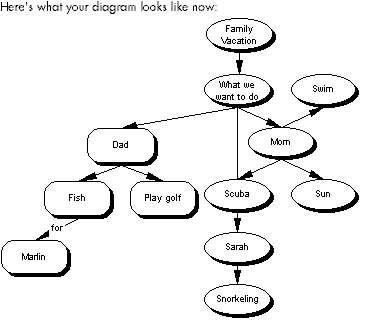 Here's what your diagram looks like now:
Family
Vacation
What we
want to do
Swim
Dad
Mom
Fish
Play golf
Scuba
Sun
for
Marlin
Sarah
Snorkeling